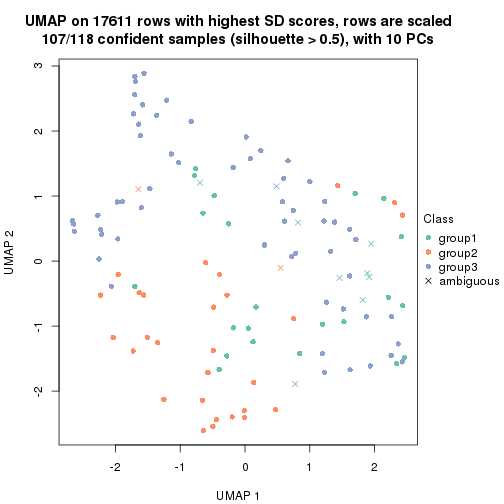 UMAP on 17611 rows with highest SD scores, rows are scaled
107/118 confident samples (silhouette > 0.5), with 10 PCs
3
2
1
0
-1
-2
UMAP 2
-2
-1
0
1
2
UMAP 1
Class
group1
group2
group3
ambiguous